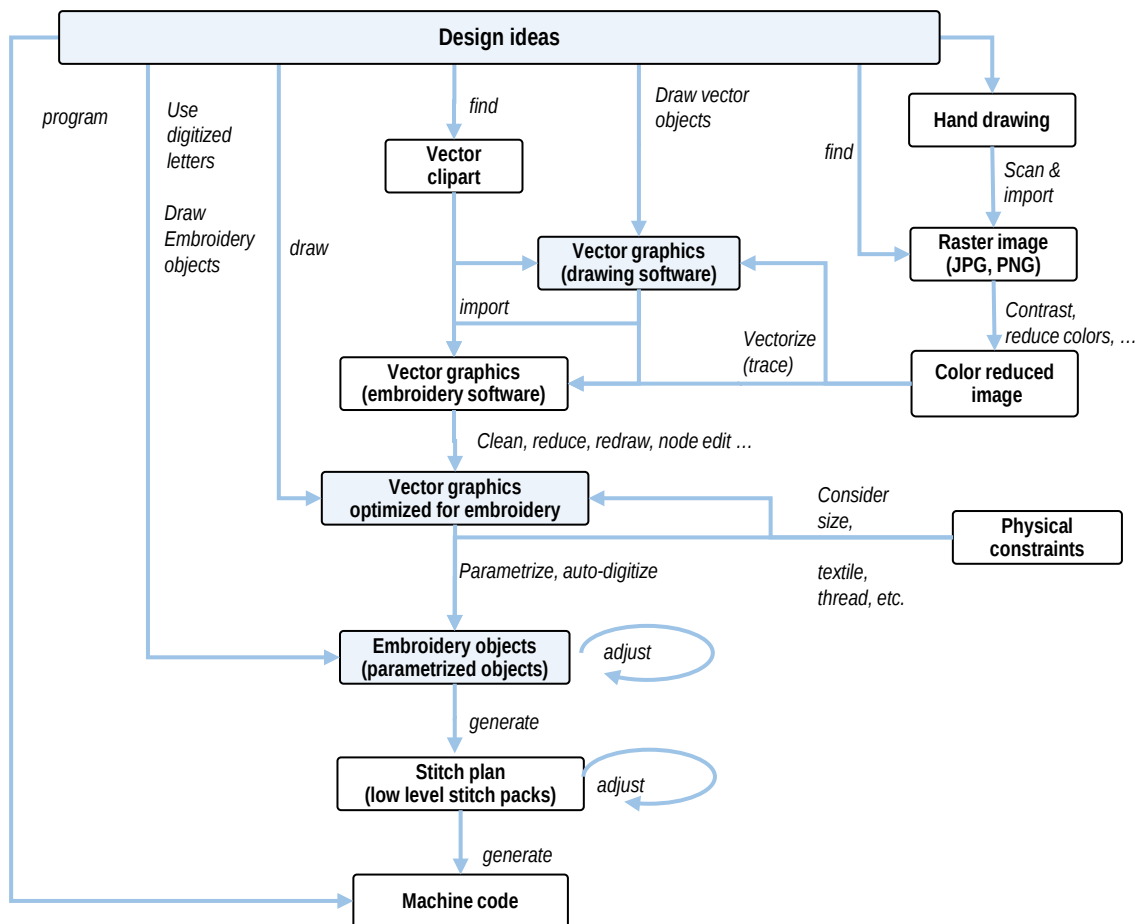 Design ideas
program
Use
digitized
letters
Draw
Embroidery
objects
draw
find
Draw vector
objects
find
Hand drawing
Vector
clipart
Scan &
import
Vector graphics
(drawing software)
Raster image
(JPG, PNG)
import
Contrast,
reduce colors, …
Vectorize
(trace)
Vector graphics
(embroidery software)
Color reduced
image
Clean, reduce, redraw, node edit …
Vector graphics
optimized for embroidery
Consider
size,
textile,
thread, etc.
Physical
constraints
Parametrize, auto-digitize
Embroidery objects
(parametrized objects)
adjust
generate
Stitch plan
(low level stitch packs)
adjust
generate
Machine code